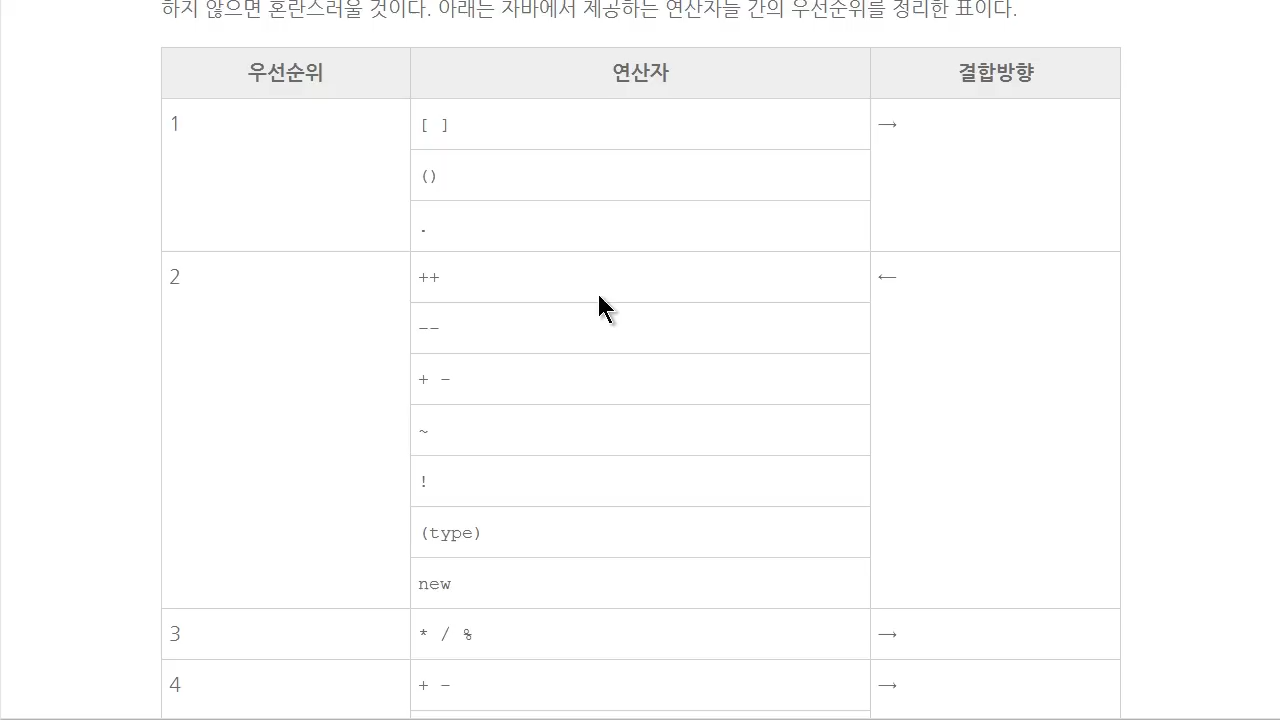 하지 않으면 혼란스러울 것이다. 아래는 자바에서 제공하는 연산자들 간의 우선순위를 정리한 표이다.
우선순위 연산자 결합방향
1 [ ] →
()
.
2 ++ ←
--
+ -
~
!
(type)
new
3 * / % →
4 + - →